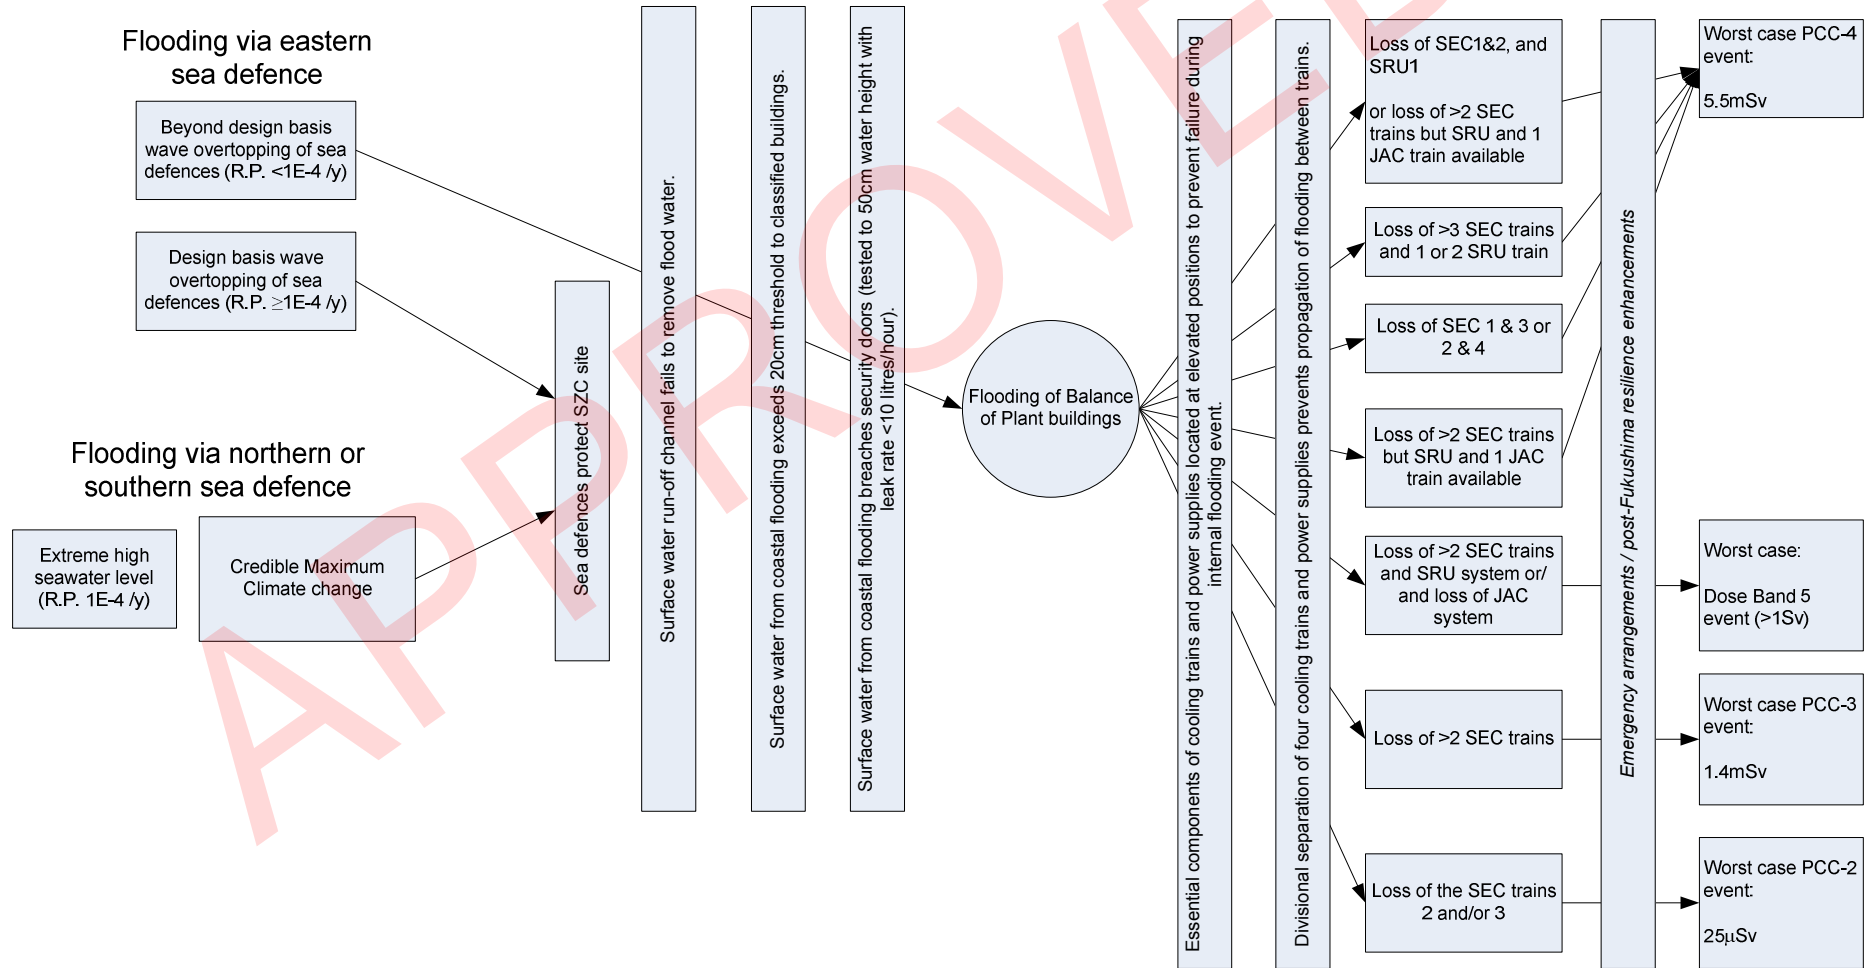 Flooding via eastern
sea defence
Beyond design basis
wave overtopping of sea
defences (R.P. <1E-4 /y)
Design basis wave
overtopping of sea
defences (R.P. ≥1E-4 /y)
Flooding via northern or
southern sea defence
Extreme high
seawater level
(R.P. 1E-4 /y)
Credible Maximum
Climate change
Sea defences protect SZC site
Surface water run-off channel fails to remove flood water.
Surface water from coastal flooding exceeds 20cm threshold to classified buildings.
Surface water from coastal flooding breaches security doors (tested to 50cm water height with
leak rate <10 litres/hour).
Flooding of Balance
of Plant buildings
Essential components of cooling trains and power supplies located at elevated positions to prevent failure during
internal flooding event.
Divisional separation of four cooling trains and power supplies prevents propagation of flooding between trains.
Loss of SEC1&2, and
SRU1
or loss of >2 SEC
trains but SRU and 1
JAC train available
Loss of >3 SEC trains
and 1 or 2 SRU train
Loss of SEC 1 & 3 or
2 & 4
Loss of >2 SEC trains
but SRU and 1 JAC
train available
Loss of >2 SEC trains
and SRU system or/
and loss of JAC
system
Loss of >2 SEC trains
Loss of the SEC trains
2 and/or 3
Emergency arrangements / post-Fukushima resilience enhancements
Worst case PCC-4
event:
5.5mSv
Worst case:
Dose Band 5
event (>1Sv)
Worst case PCC-3
event:
1.4mSv
Worst case PCC-2
event:
25µSv
APPROVED